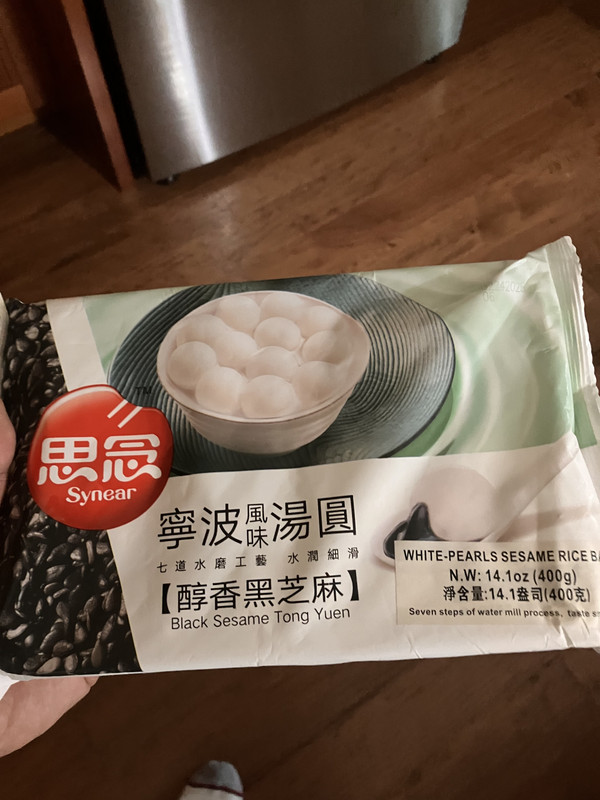 思念
Synear
TM
寧波風味湯圓
七道水磨工藝 水潤細滑
【醇香黑芝麻】
Black Sesame Tong Yuen
WHITE-PEARLS SESAME RICE
N.W: 14.1oz (400g)
淨含量:14.1盎司(400克)
Seven steps of water mill process, taste